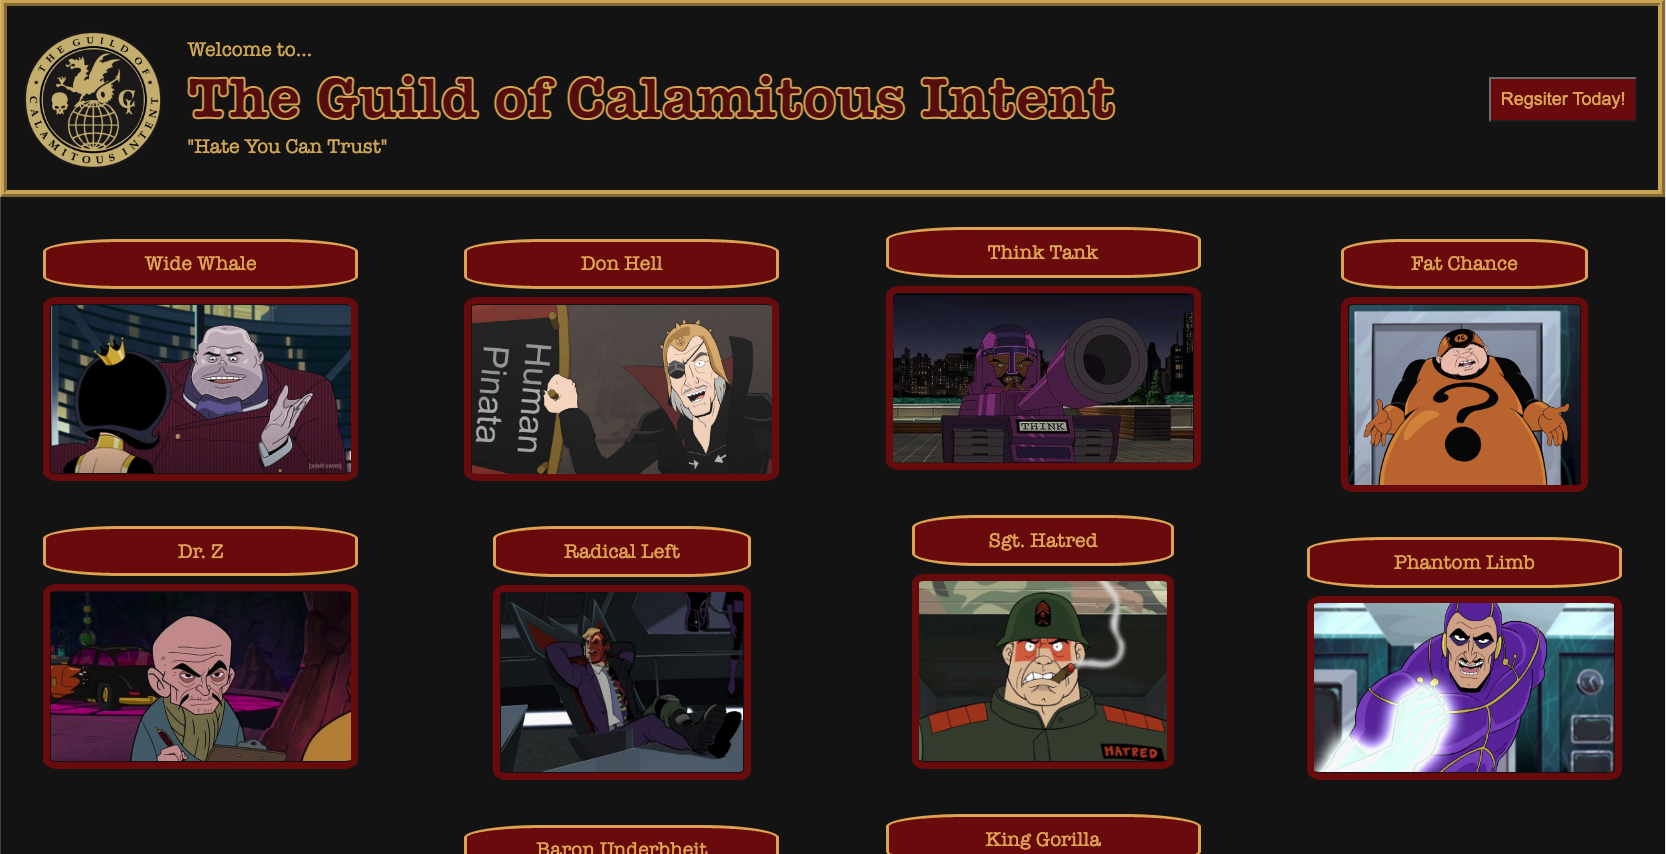 THE GUILD OF
CALAMITOUS INTENT
Welcome to...
The Guild of Calamitous Intent
"Hate You Can Trust"
Regsiter Today!
Wide Whale
Don Hell
Think Tank
Fat Chance
[adult swim]
Human
Pinata
THINK
?
Dr. Z
Radical Left
Sgt. Hatred
Phantom Limb
HATRED
Baron Underbheit
King Gorilla